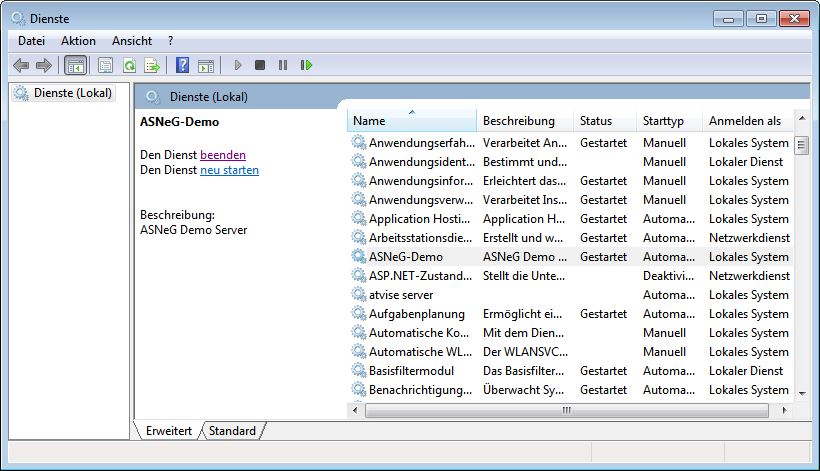 Dienste
Datei Aktion Ansicht ?
Dienste (Lokal)
Dienste (Lokal)
ASNeG-Demo
Den Dienst beenden
Den Dienst neu starten
Beschreibung:
ASNeG Demo Server
Name Beschreibung Status Starttyp Anmelden als
Anwendungserfah... Verarbeitet An... Gestartet Manuell Lokales System
Anwendungsident... Bestimmt und... Manuell Lokaler Dienst
Anwendungsinfor... Erleichtert das... Gestartet Manuell Lokales System
Anwendungsverw... Verarbeitet Ins... Gestartet Manuell Lokales System
Application Hosti... Application H... Gestartet Automa... Lokales System
Arbeitsstationsdie... Erstellt und w... Gestartet Automa... Netzwerkdienst
ASNeG-Demo ASNeG Demo ... Gestartet Automa... Lokales System
ASP.NET-Zustand... Stellt die Unte... Deaktivi... Netzwerkdienst
atvise server Automa... Lokales System
Aufgabenplanung Ermöglicht ei... Gestartet Automa... Lokales System
Automatische Ko... Mit dem Dien... Manuell Lokales System
Automatische WL... Der WLANSVC... Manuell Lokales System
Basisfiltermodul Das Basisfilter... Gestartet Automa... Lokaler Dienst
Benachrichtigung... Überwacht Sy... Gestartet Automa... Lokales System
Erweitert Standard